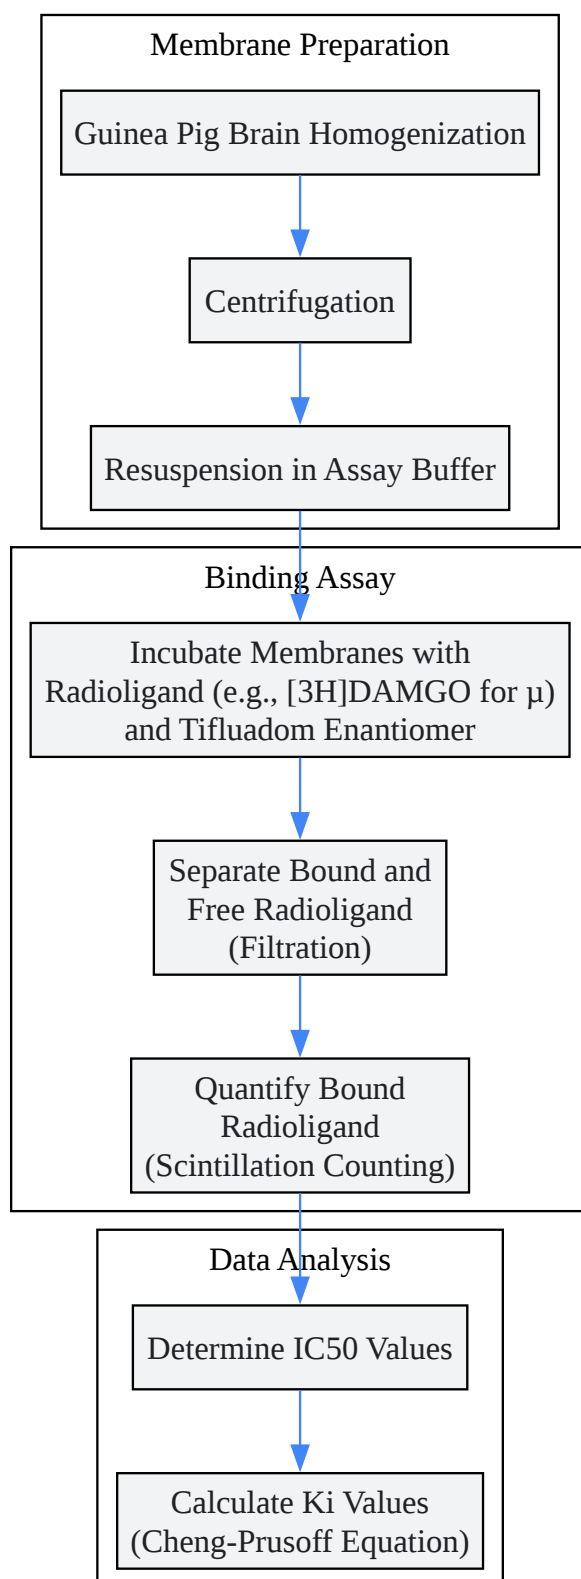 Membrane Preparation
Guinea Pig Brain Homogenization
Centrifugation
Resuspension in Assay Buffer
Binding Assay
Incubate Membranes with
Radioligand (e.g., [3H]DAMGO for µ)
and Tifluadom Enantiomer
Separate Bound and
Free Radioligand
(Filtration)
Quantify Bound
Radioligand
(Scintillation Counting)
Data Analysis
Determine IC50 Values
Calculate Ki Values
(Cheng-Prusoff Equation)